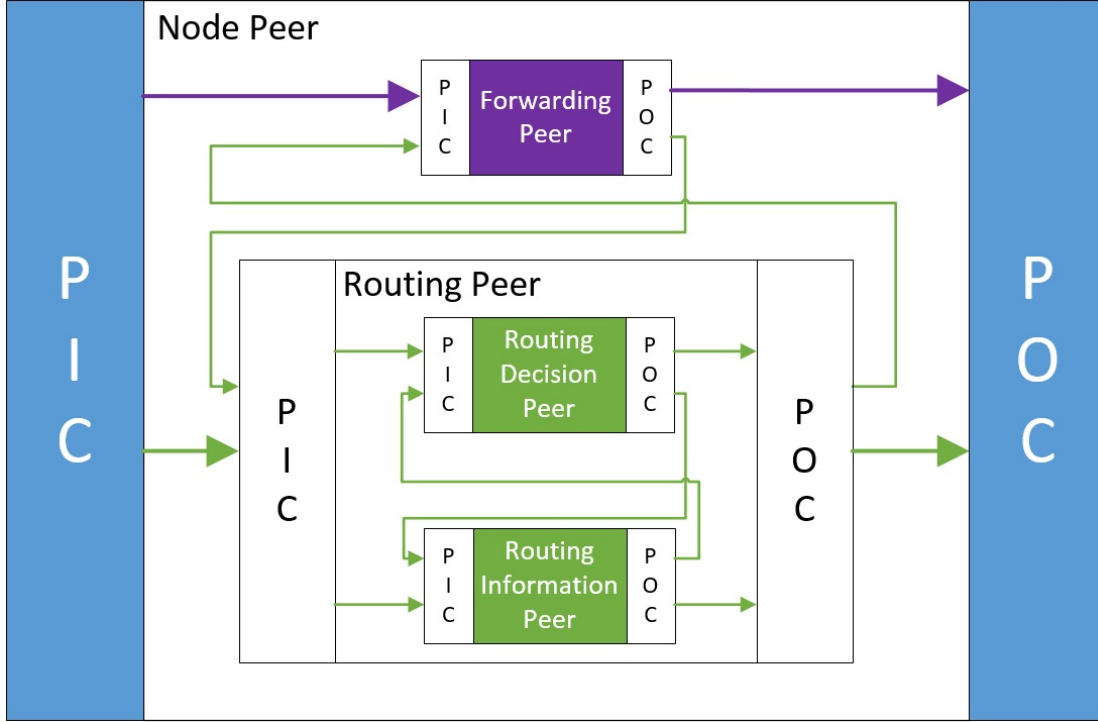 Node Peer
P
I
C
P
I
C
Forwarding
Peer
P
O
C
P
O
C
Routing Peer
P
I
C
P
I
C
Routing
Decision
Peer
P
O
C
P
O
C
P
I
C
Routing
Information
Peer
P
O
C